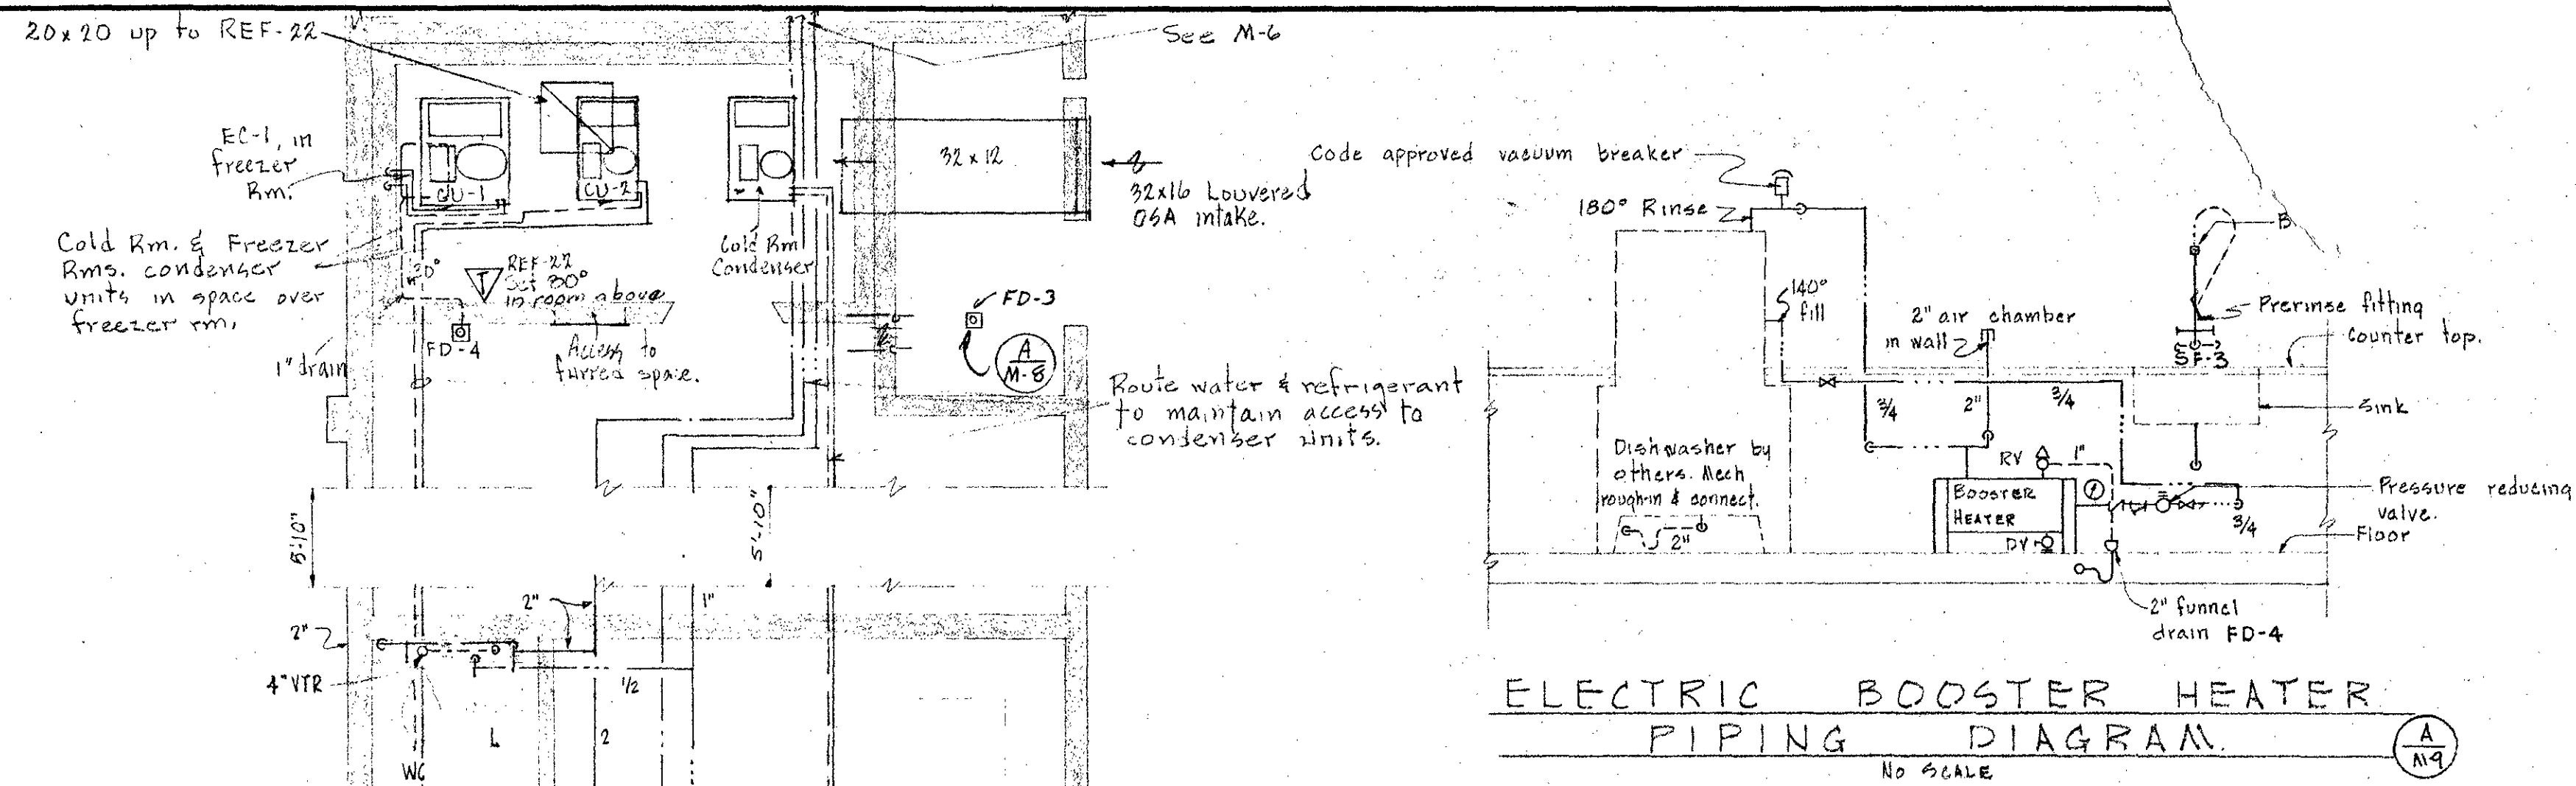 20x20 up to REF-22
See M-6
EC-1, in
freezer
Rm.
CU-1
CU-2
32 x 12
32x16 Louvered
OSA intake.
Cold Rm. & Freezer
Rms. condenser
units in space over
freezer rm.
T
REF-22
Set 80°
in room above
Cold Rm
Condenser
FD-4
1" drain
Access to
furred space.
FD-3
A
M-8
Route water & refrigerant
to maintain access to
condenser units.
5'-10"
5'-10"
2"
2"
1"
4" VTR
1/2
L
2
WC
Code approved vacuum breaker
180° Rinse
140°
fill
2" air chamber
in wall
B
Prerinse fitting
counter top.
SF-3
3/4
2"
3/4
Sink
Dishwasher by
others. Mech
rough-in & connect.
2"
RV
1"
BOOSTER
HEATER
DV
Pressure reducing
valve.
3/4
Floor
2" funnel
drain FD-4
ELECTRIC BOOSTER HEATER
PIPING DIAGRAM.
NO SCALE
A
M9